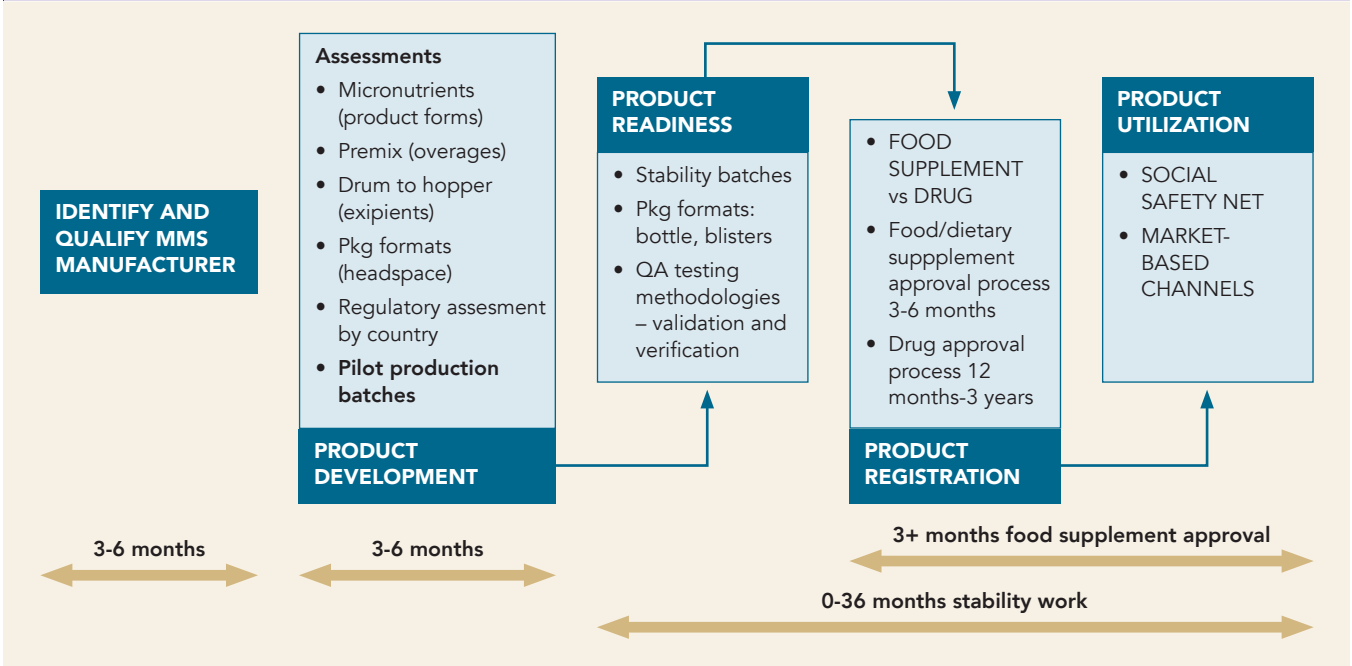 IDENTIFY AND
QUALIFY MMS
MANUFACTURER
Assessments
• Micronutrients
(product forms)
• Premix (overages)
• Drum to hopper
(exipients)
• Pkg formats
(headspace)
• Regulatory assesment
by country
• Pilot production
batches
PRODUCT
DEVELOPMENT
PRODUCT
READINESS
• Stability batches
• Pkg formats:
bottle, blisters
• QA testing
methodologies
– validation and
verification
• FOOD
SUPPLEMENT
vs DRUG
• Food/dietary
suppplement
approval process
3-6 months
• Drug approval
process 12
months-3 years
PRODUCT
REGISTRATION
PRODUCT
UTILIZATION
• SOCIAL
SAFETY NET
• MARKET-
BASED
CHANNELS
3-6 months
3-6 months
3+ months food supplement approval
0-36 months stability work